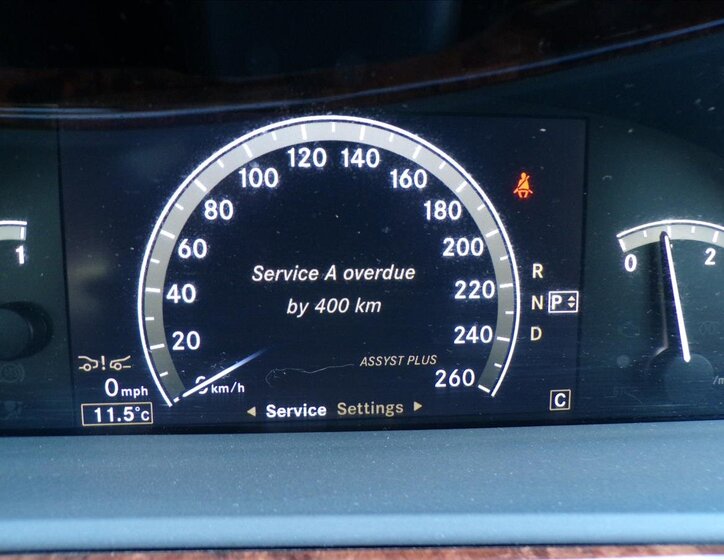 120 140
100 160
80 180
60 200
40 220
20 240
260
km/h
Service A overdue
by 400 km
ASSYST PLUS
Service Settings
0 mph
11.5°C
R
N P
D
C
1
0 2